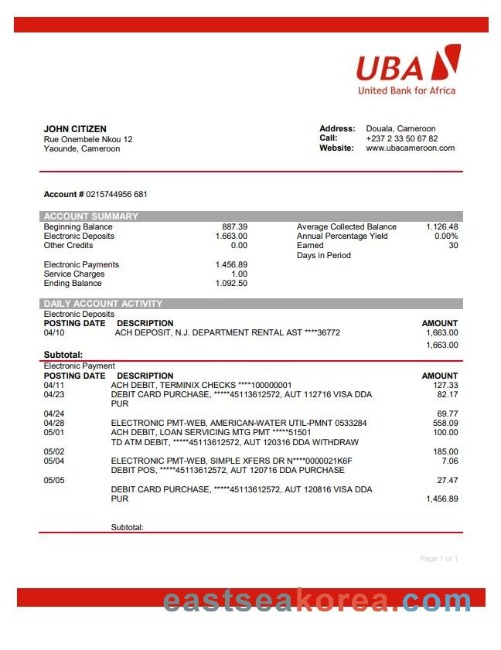 UBA
United Bank for Africa
JOHN CITIZEN
Rue Onembele Nkou 12
Yaounde, Cameroon
Address: Douala, Cameroon
Call: +237 2 33 50 67 82
Website: www.ubacameroon.com
Account # 0215744956 681
ACCOUNT SUMMARY
Beginning Balance 887.39 Average Collected Balance 1.126.48
Electronic Deposits 1.663.00 Annual Percentage Yield 0.00%
Other Credits 0.00 Earned 30
Days in Period
Electronic Payments 1.456.89
Service Charges 1.00
Ending Balance 1.092.50
DAILY ACCOUNT ACTIVITY
Electronic Deposits
POSTING DATE DESCRIPTION AMOUNT
04/10 ACH DEPOSIT, N.J. DEPARTMENT RENTAL AST ****36772 1,663.00
1,663.00
Subtotal:
Electronic Payment
POSTING DATE DESCRIPTION AMOUNT
04/11 ACH DEBIT, TERMINIX CHECKS ****100000001 127.33
04/23 DEBIT CARD PURCHASE, *****45113612572, AUT 112716 VISA DDA 82.17
PUR
04/24 69.77
04/28 ELECTRONIC PMT-WEB, AMERICAN-WATER UTIL-PMNT 0533284 558.09
05/01 ACH DEBIT, LOAN SERVICING MTG PMT *****51501 100.00
TD ATM DEBIT, *****45113612572, AUT 120316 DDA WITHDRAW
05/02 185.00
05/04 ELECTRONIC PMT-WEB, SIMPLE XFERS DR N****0000021K6F 7.06
DEBIT POS, *****45113612572, AUT 120716 DDA PURCHASE
05/05 27.47
DEBIT CARD PURCHASE, *****45113612572, AUT 120816 VISA DDA
PUR 1,456.89
Subtotal:
Page 1 of 1
eastseakorea.com